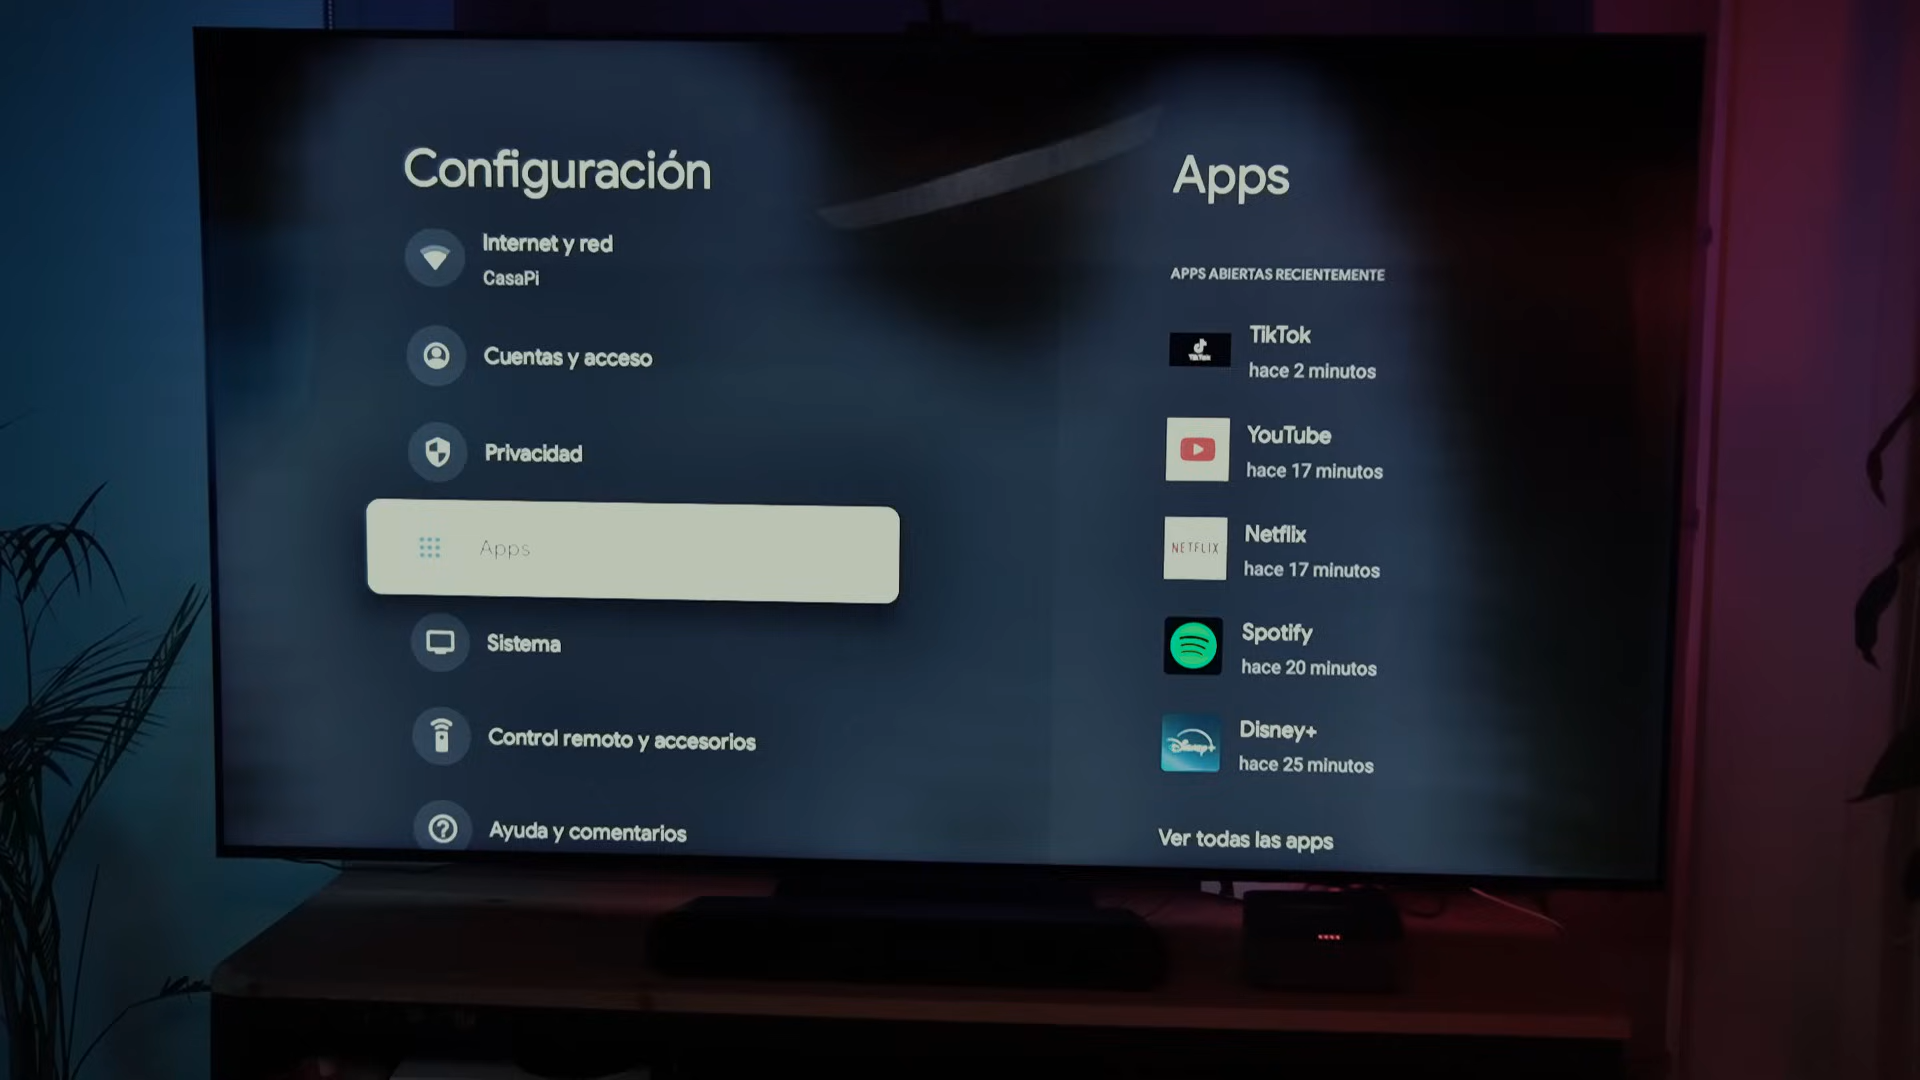 Configuración
Internet y red
CasaPi
Cuentas y acceso
Privacidad
Apps
Sistema
Control remoto y accesorios
Ayuda y comentarios
Apps
APPS ABIERTAS RECIENTEMENTE
TikTok
TikTok
hace 2 minutos
YouTube
hace 17 minutos
NETFLIX
Netflix
hace 17 minutos
Spotify
hace 20 minutos
Disney+
Disney+
hace 25 minutos
Ver todas las apps